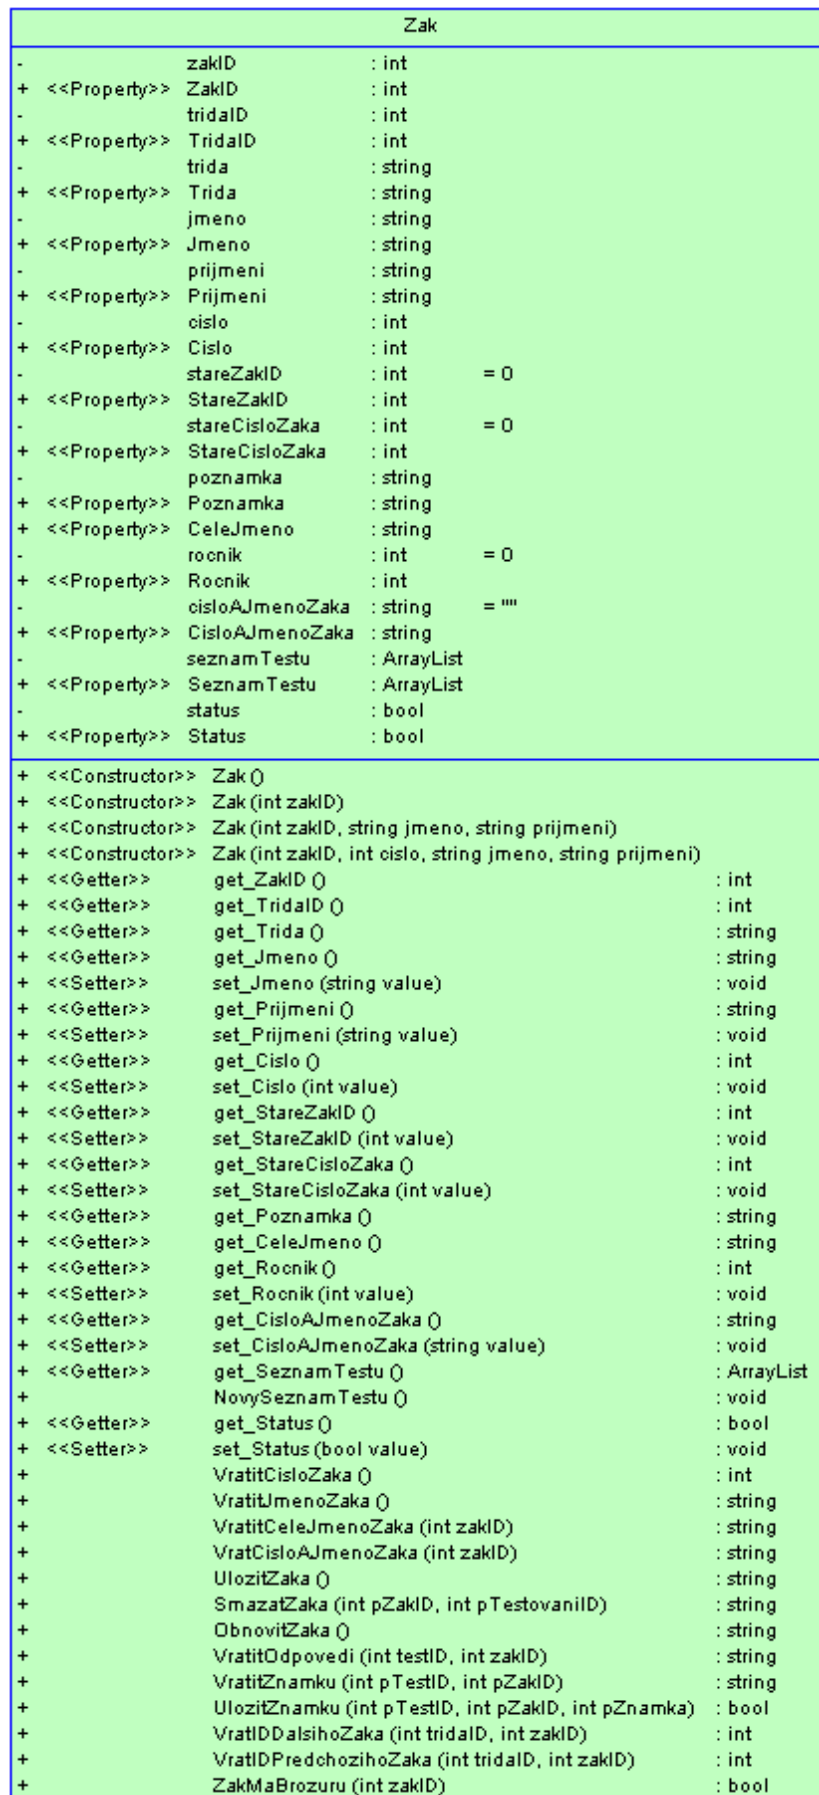 Zak
- zakID : int
+ <<Property>> ZakID : int
- tridaID : int
+ <<Property>> TridaID : int
- trida : string
+ <<Property>> Trida : string
- jmeno : string
+ <<Property>> Jmeno : string
- prijmeni : string
+ <<Property>> Prijmeni : string
- cislo : int
+ <<Property>> Cislo : int
- stareZakID : int = 0
+ <<Property>> StareZakID : int
- stareCisloZaka : int = 0
+ <<Property>> StareCisloZaka : int
- poznamka : string
+ <<Property>> Poznamka : string
+ <<Property>> CeleJmeno : string
- rocnik : int = 0
+ <<Property>> Rocnik : int
- cisloAJmenoZaka : string = ""
+ <<Property>> CisloAJmenoZaka : string
- seznamTestu : ArrayList
+ <<Property>> SeznamTestu : ArrayList
- status : bool
+ <<Property>> Status : bool
+ <<Constructor>> Zak ()
+ <<Constructor>> Zak (int zakID)
+ <<Constructor>> Zak (int zakID, string jmeno, string prijmeni)
+ <<Constructor>> Zak (int zakID, int cislo, string jmeno, string prijmeni)
+ <<Getter>> get_ZakID () : int
+ <<Getter>> get_TridaID () : int
+ <<Getter>> get_Trida () : string
+ <<Getter>> get_Jmeno () : string
+ <<Setter>> set_Jmeno (string value) : void
+ <<Getter>> get_Prijmeni () : string
+ <<Setter>> set_Prijmeni (string value) : void
+ <<Getter>> get_Cislo () : int
+ <<Setter>> set_Cislo (int value) : void
+ <<Getter>> get_StareZakID () : int
+ <<Setter>> set_StareZakID (int value) : void
+ <<Getter>> get_StareCisloZaka () : int
+ <<Setter>> set_StareCisloZaka (int value) : void
+ <<Getter>> get_Poznamka () : string
+ <<Getter>> get_CeleJmeno () : string
+ <<Getter>> get_Rocnik () : int
+ <<Setter>> set_Rocnik (int value) : void
+ <<Getter>> get_CisloAJmenoZaka () : string
+ <<Setter>> set_CisloAJmenoZaka (string value) : void
+ <<Getter>> get_SeznamTestu () : ArrayList
+ NovySeznamTestu () : void
+ <<Getter>> get_Status () : bool
+ <<Setter>> set_Status (bool value) : void
+ VratitCisloZaka () : int
+ VratitJmenoZaka () : string
+ VratitCeleJmenoZaka (int zakID) : string
+ VratCisloAJmenoZaka (int zakID) : string
+ UlozitZaka () : string
+ SmazatZaka (int pZakID, int pTestovaniID) : string
+ ObnovitZaka () : string
+ VratitOdpovedi (int testID, int zakID) : string
+ VratitZnamku (int pTestID, int pZakID) : string
+ UlozitZnamku (int pTestID, int pZakID, int pZnamka) : bool
+ VratIDDalsihoZaka (int tridaID, int zakID) : int
+ VratIDPredchozihoZaka (int tridaID, int zakID) : int
+ ZakMaBrozuru (int zakID) : bool